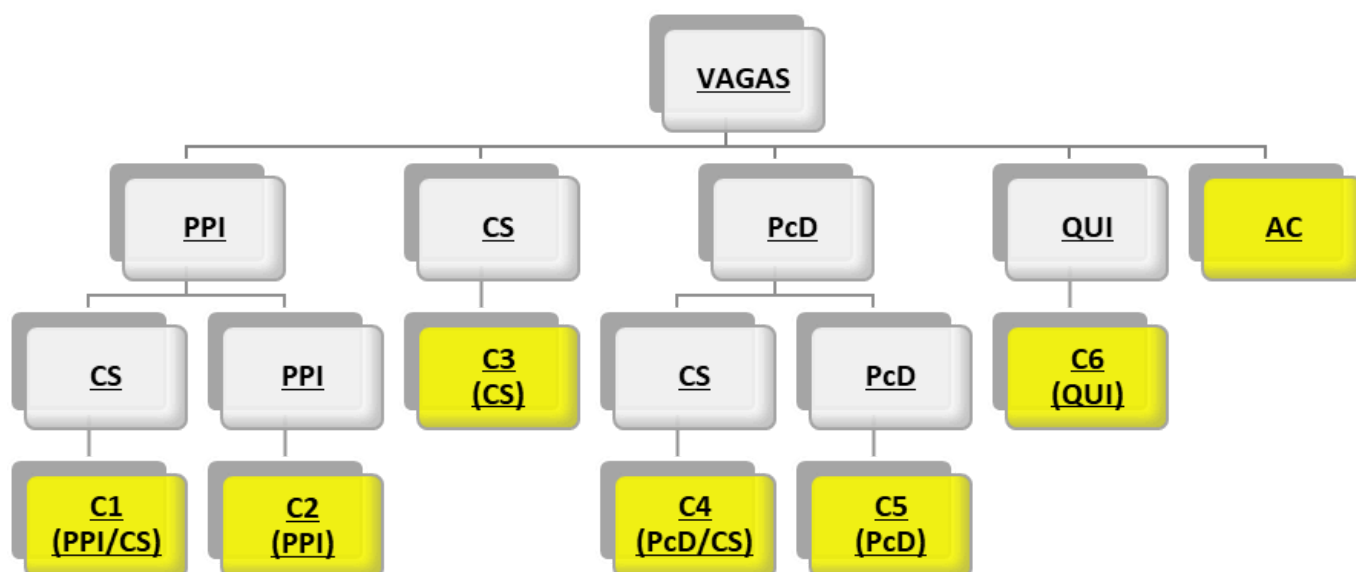 VAGAS
PPI
CS
PcD
QUI
AC
CS
PPI
C3
(CS)
CS
PcD
C6
(QUI)
C1
(PPI/CS)
C2
(PPI)
C4
(PcD/CS)
C5
(PcD)